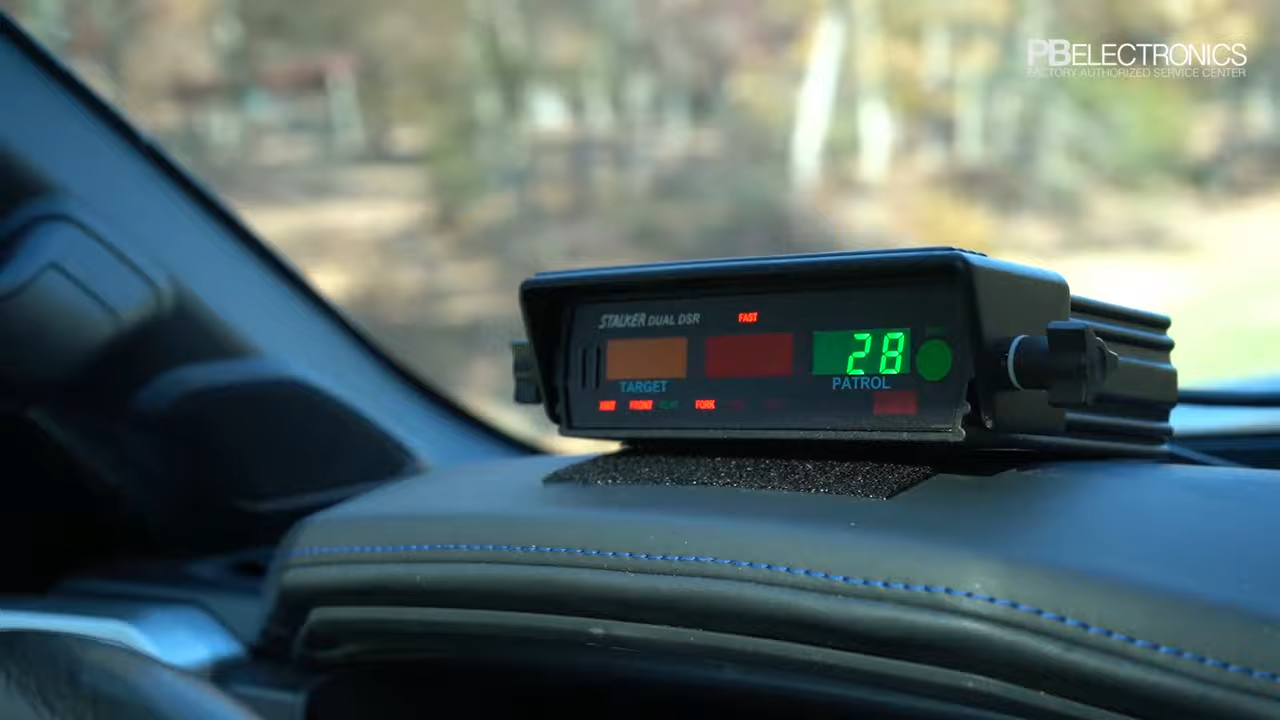 PBELECTRONICS
FACTORY AUTHORIZED SERVICE CENTER
STALKER DUAL DSR
FAST
28
TARGET
PATROL
FRONT
FORK